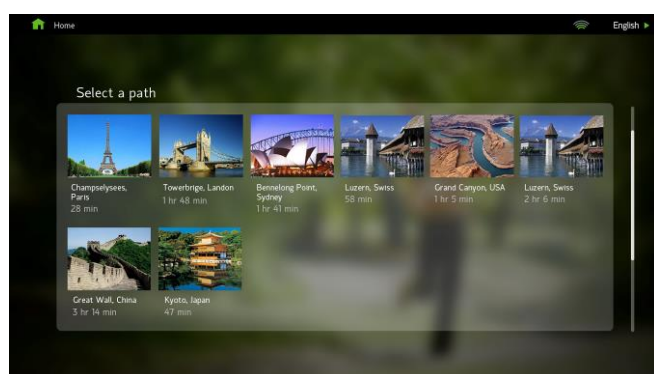 Home
English
Select a path
Champselysees,
Paris
28 min
Towerbrige, Landon
1 hr 48 min
Bennelong Point,
Sydney
1 hr 41 min
Luzern, Swiss
58 min
Grand Canyon, USA
1 hr 5 min
Luzern, Swiss
2 hr 6 min
Great Wall, China
3 hr 14 min
Kyoto, Japan
47 min